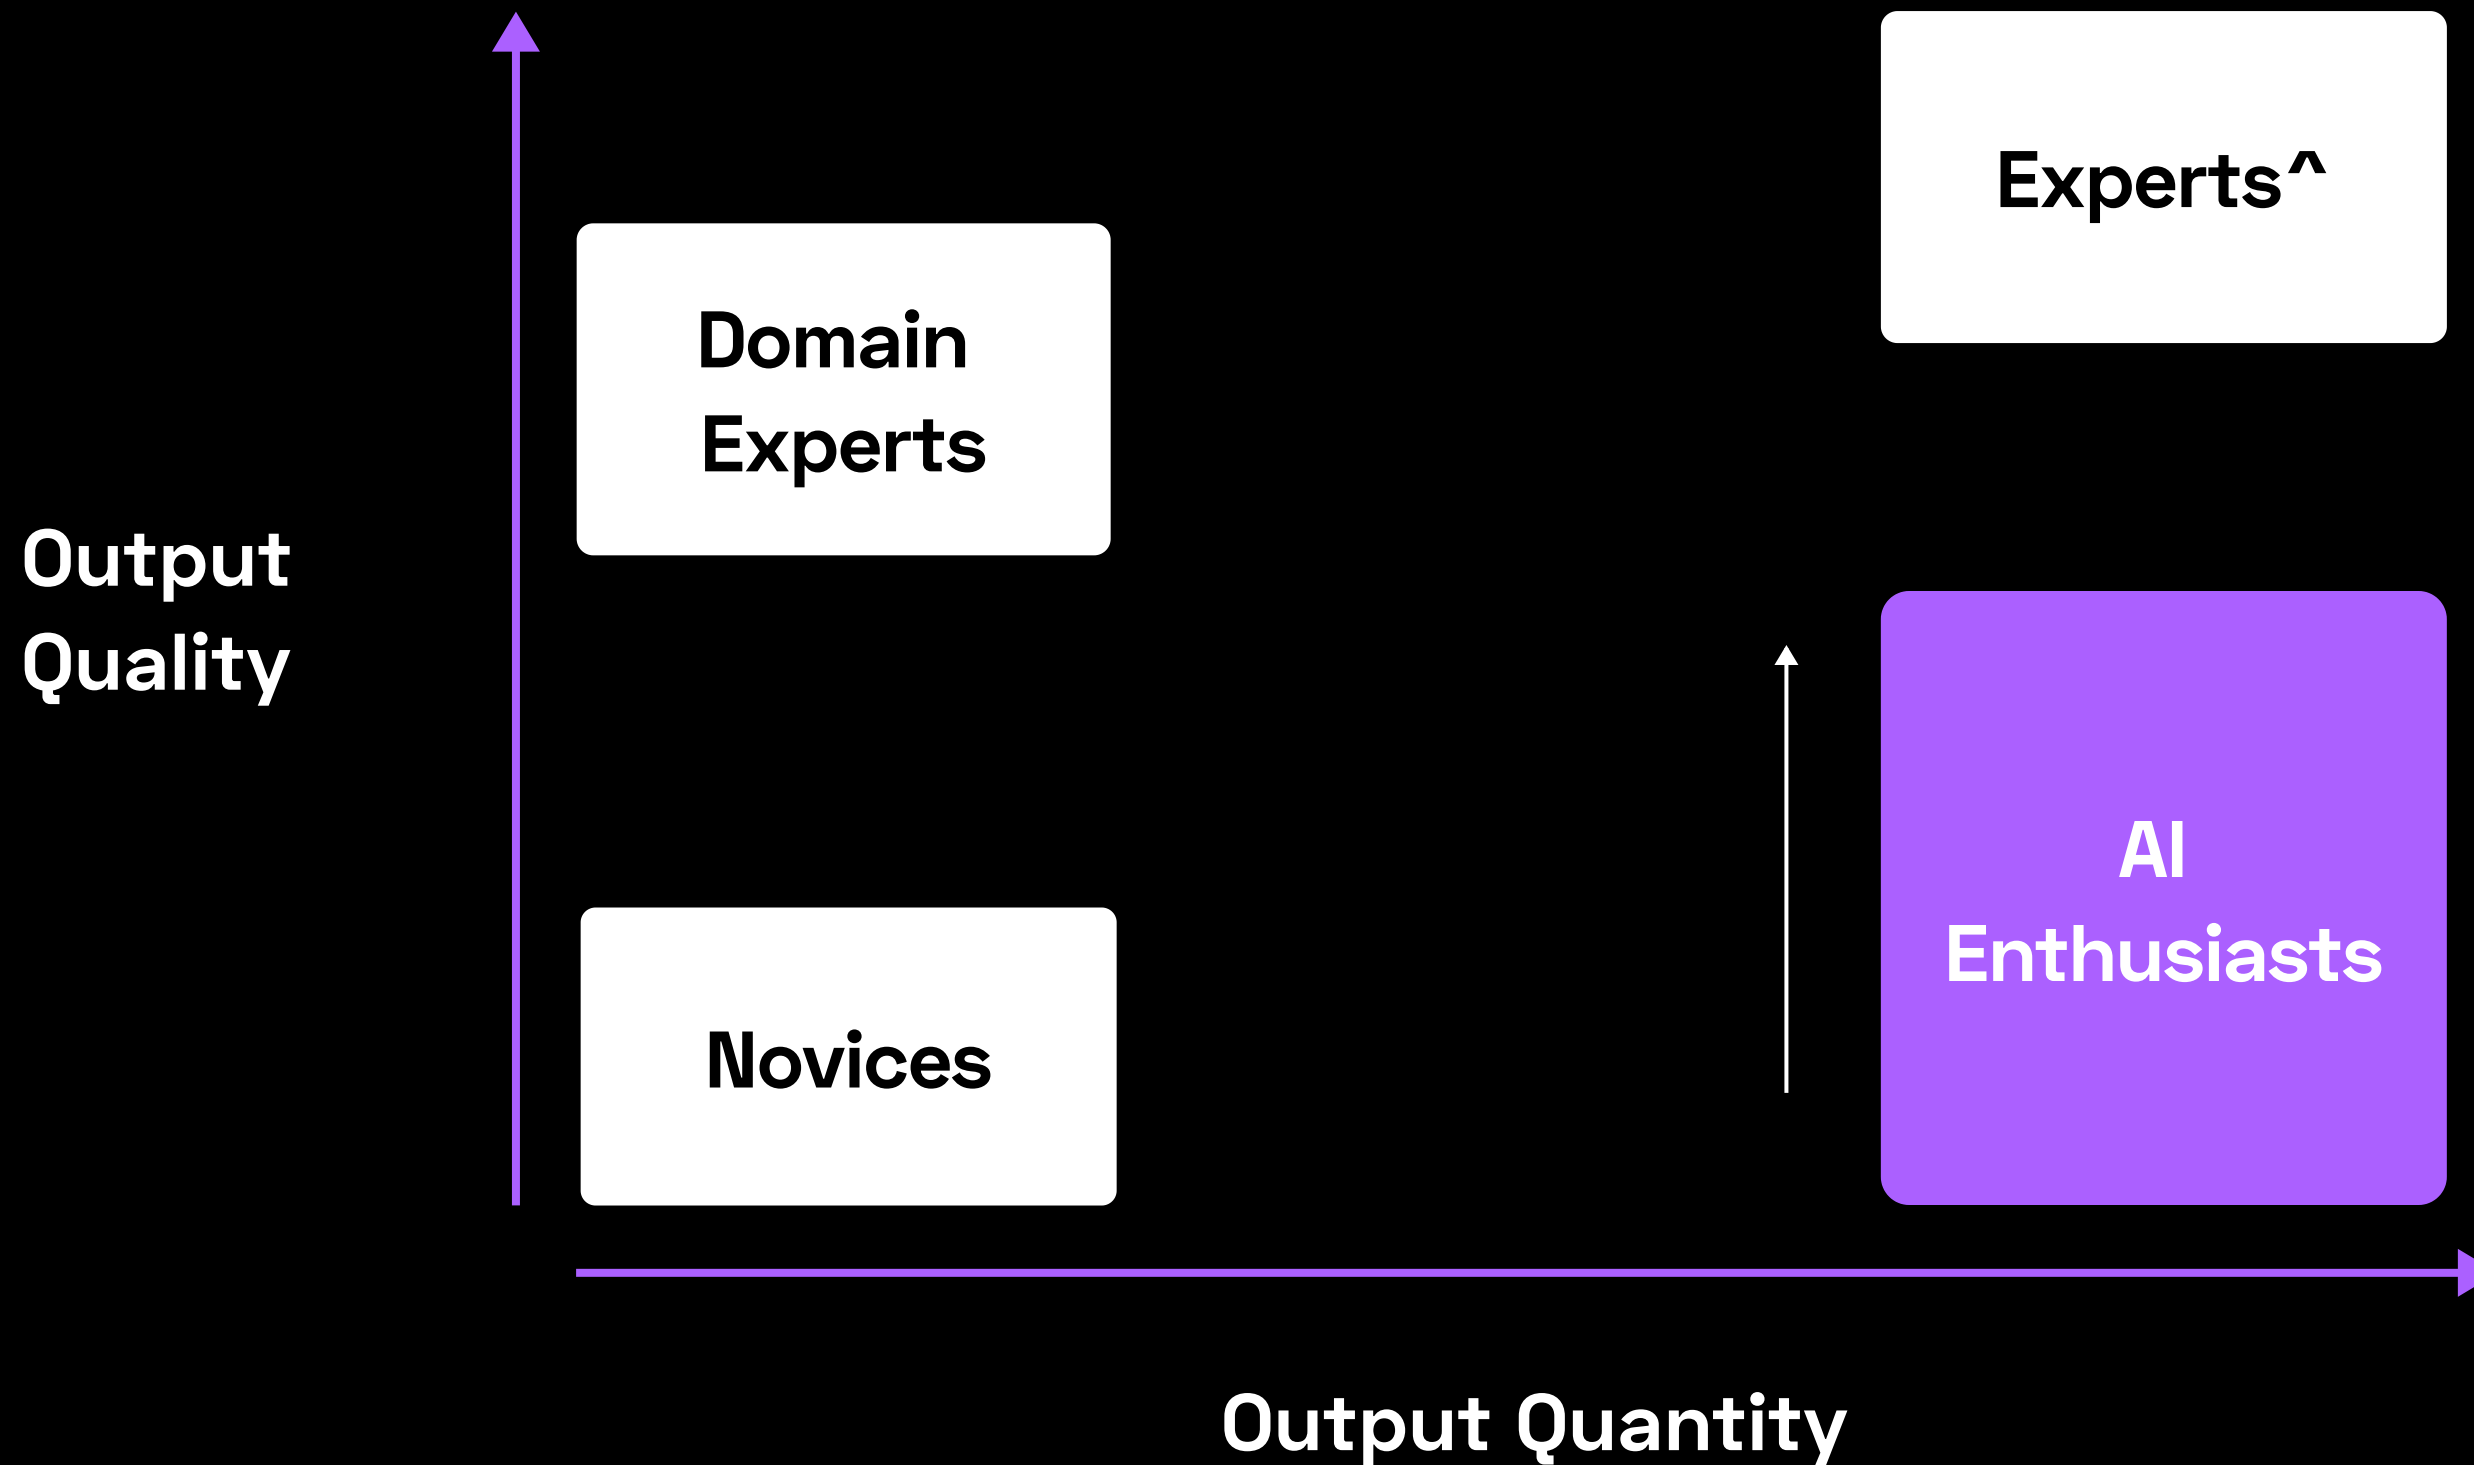 Experts^
Domain
Experts
Output
Quality
AI
Enthusiasts
Novices
Output Quantity